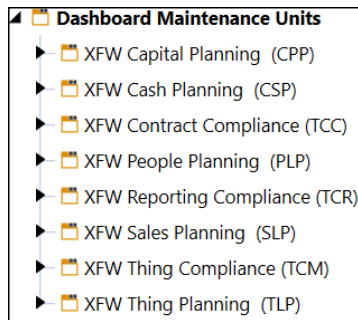 Dashboard Maintenance Units
XFW Capital Planning (CPP)
XFW Cash Planning (CSP)
XFW Contract Compliance (TCC)
XFW People Planning (PLP)
XFW Reporting Compliance (TCR)
XFW Sales Planning (SLP)
XFW Thing Compliance (TCM)
XFW Thing Planning (TLP)